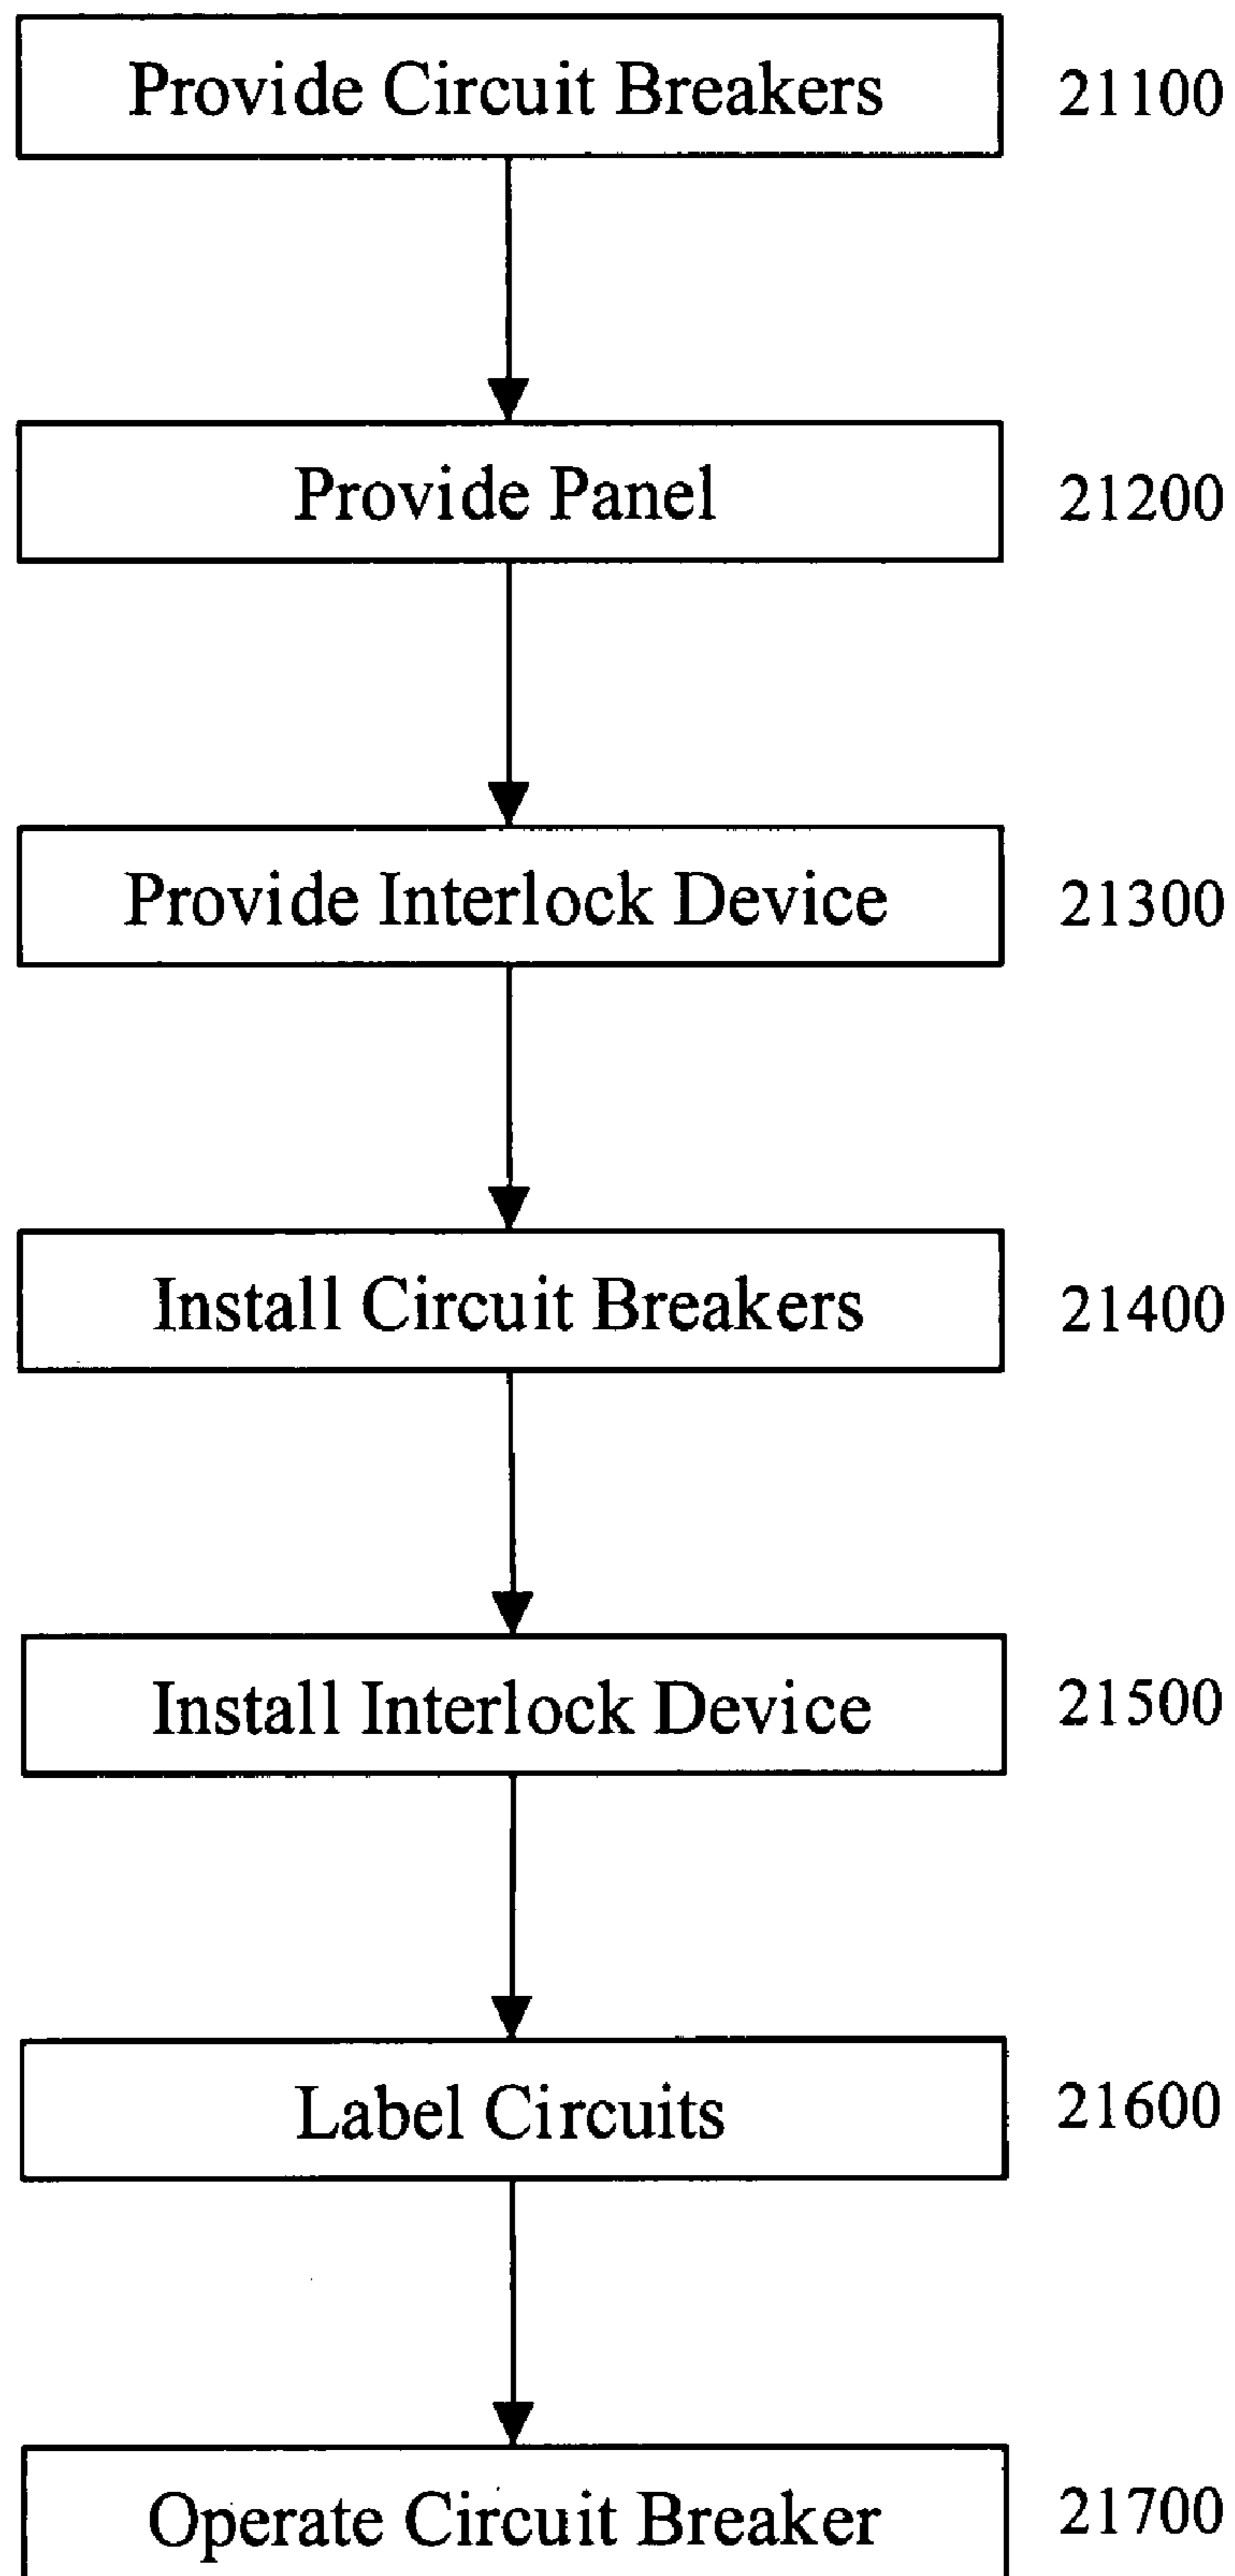 Provide Circuit Breakers 21100
Provide Panel 21200
Provide Interlock Device 21300
Install Circuit Breakers 21400
Install Interlock Device 21500
Label Circuits 21600
Operate Circuit Breaker 21700